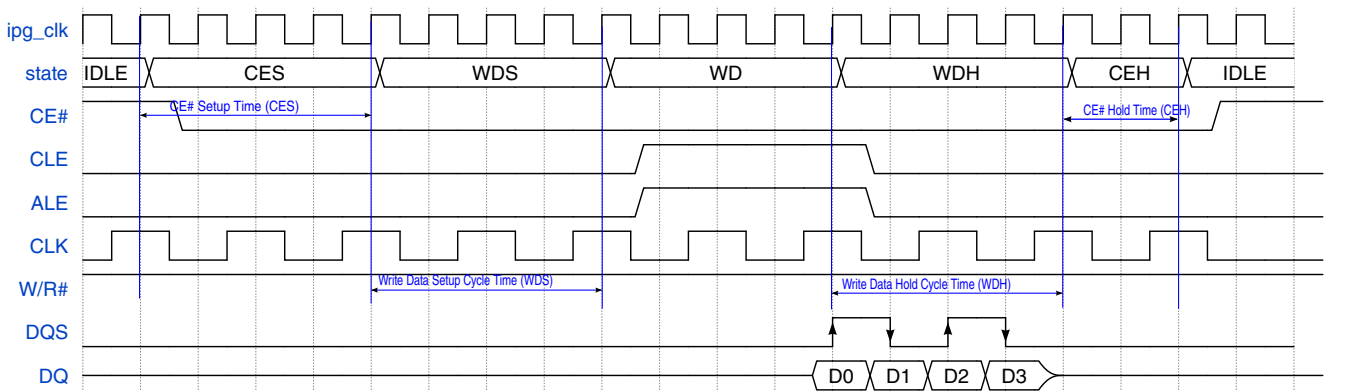 ipg_clk
state IDLE CES WDS WD WDH CEH IDLE
CE# CE# Setup Time (CES) CE# Hold Time (CEH)
CLE
ALE
CLK
W/R# Write Data Setup Cycle Time (WDS) Write Data Hold Cycle Time (WDH)
DQS
DQ D0 D1 D2 D3